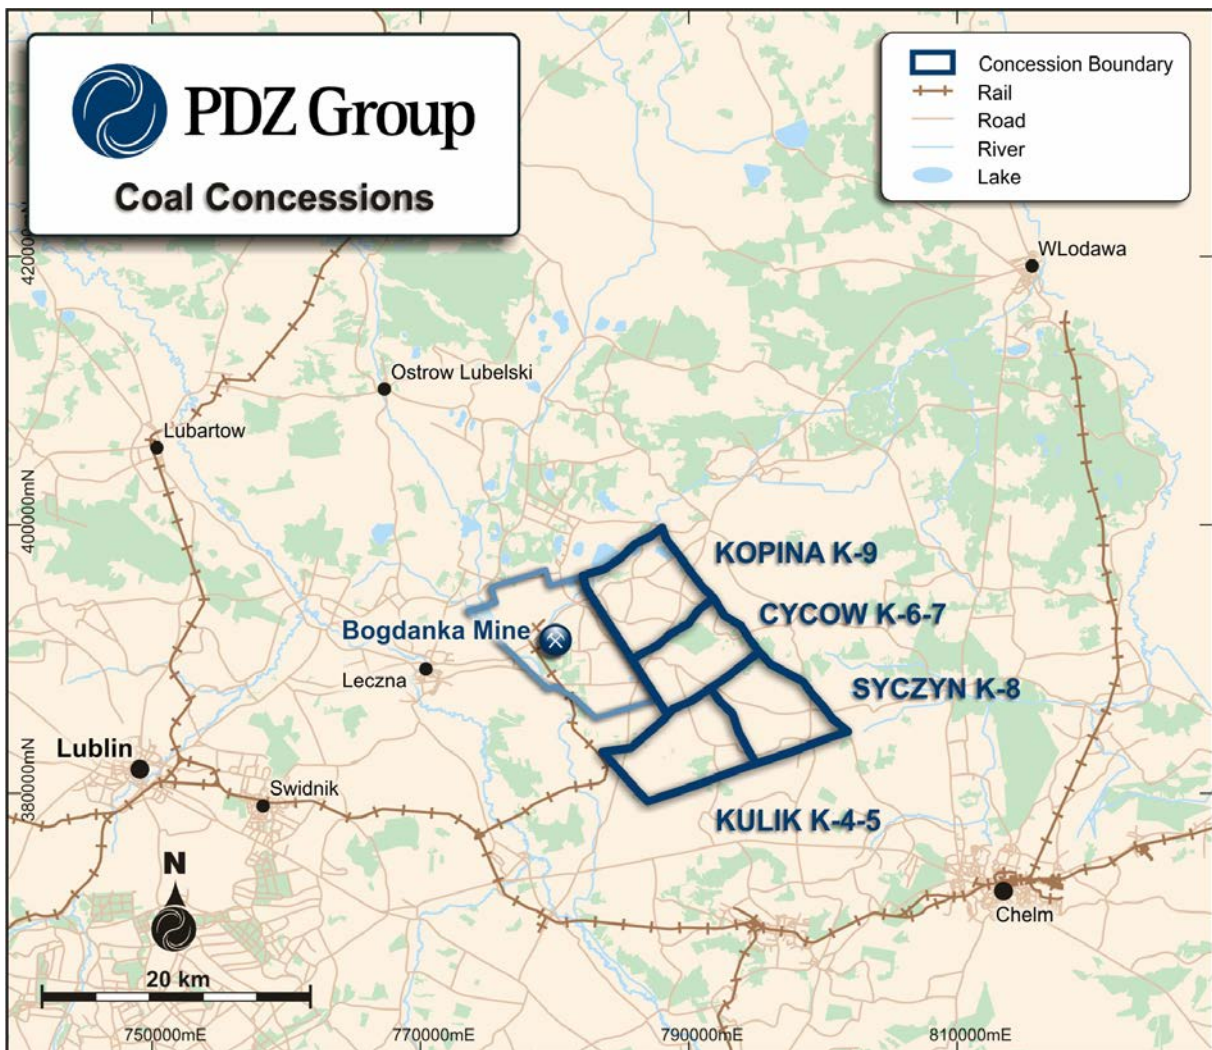 PDZ Group
Coal Concessions
Concession Boundary
Rail
Road
River
Lake
WLodawa
Ostrow Lubelski
Lubartow
KOPINA K-9
CYCOW K-6-7
Bogdanka Mine
Leczna
SYCZYN K-8
Lublin
Swidnik
KULIK K-4-5
Chelm
N
20 km
420000mN
400000mN
380000mN
750000mE
770000mE
790000mE
810000mE